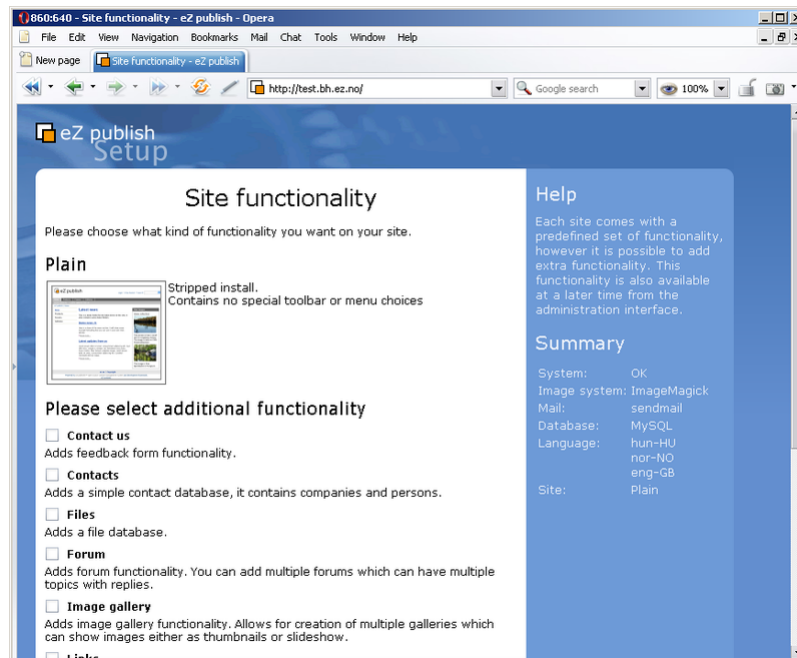 860:640 - Site functionality - eZ publish - Opera
File Edit View Navigation Bookmarks Mail Chat Tools Window Help
New page Site functionality - eZ publish
http://test.bh.ez.no/ Google search 100%
eZ publish
Setup
Site functionality
Please choose what kind of functionality you want on your site.
Plain
Stripped install.
Contains no special toolbar or menu choices
Please select additional functionality
Contact us
Adds feedback form functionality.
Contacts
Adds a simple contact database, it contains companies and persons.
Files
Adds a file database.
Forum
Adds forum functionality. You can add multiple forums which can have multiple
topics with replies.
Image gallery
Adds image gallery functionality. Allows for creation of multiple galleries which
can show images either as thumbnails or slideshow.
Links
Help
Each site comes with a
predefined set of functionality,
however it is possible to add
extra functionality. This
functionality is also available
at a later time from the
administration interface.
Summary
System: OK
Image system: ImageMagick
Mail: sendmail
Database: MySQL
Language: hun-HU
nor-NO
eng-GB
Site: Plain